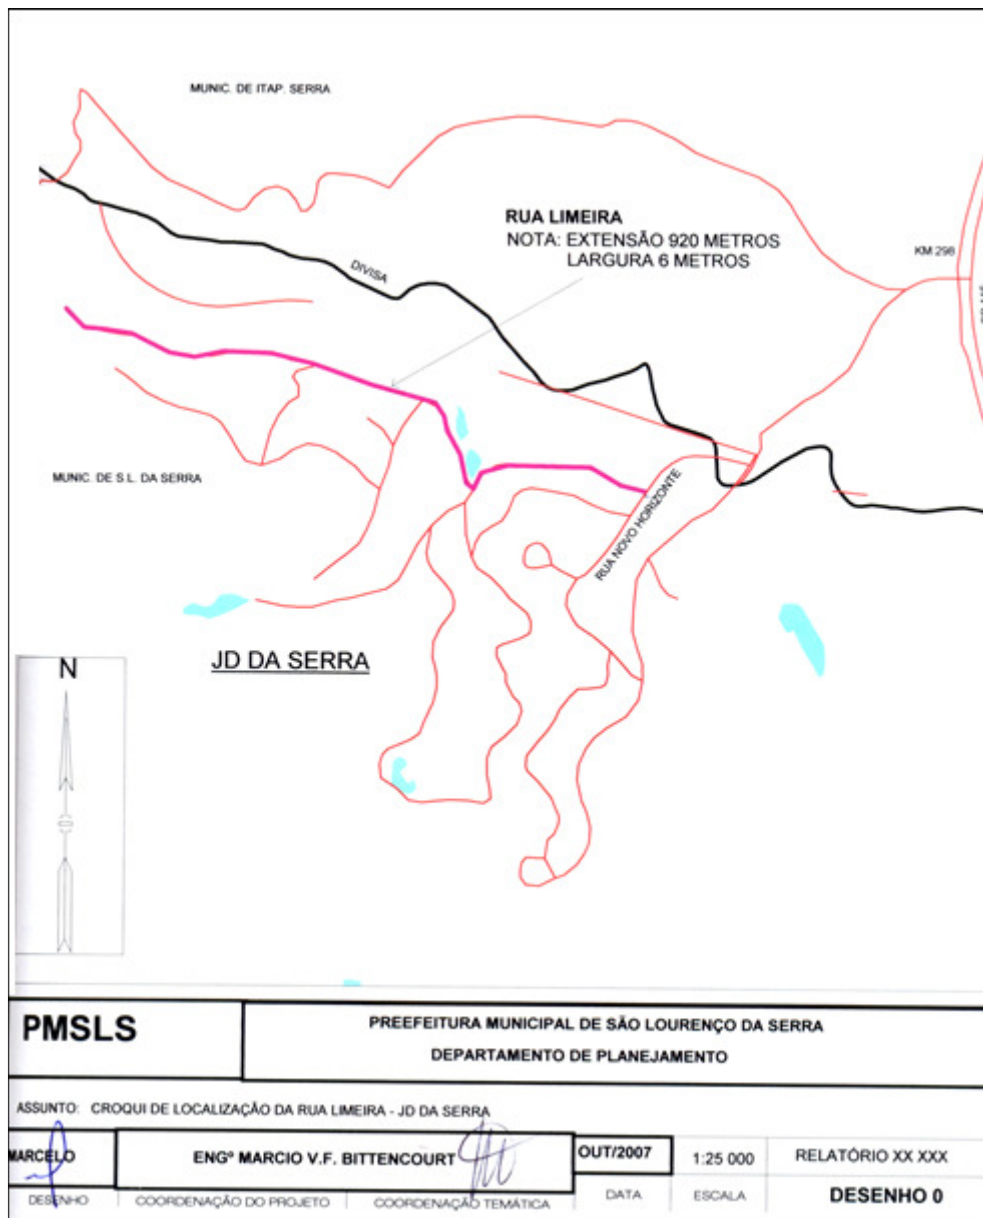 MUNIC. DE ITAP. SERRA
RUA LIMEIRA
NOTA: EXTENSÃO 920 METROS
LARGURA 6 METROS
KM 298
DIVISA
MUNIC. DE S.L. DA SERRA
RUA NOVO HORIZONTE
JD DA SERRA
N
PMSLS
PREEFEITURA MUNICIPAL DE SÃO LOURENÇO DA SERRA
DEPARTAMENTO DE PLANEJAMENTO
ASSUNTO: CROQUI DE LOCALIZAÇÃO DA RUA LIMEIRA - JD DA SERRA
MARCELO
ENGº MARCIO V.F. BITTENCOURT
OUT/2007
1:25 000
RELATÓRIO XX XXX
DESENHO
COORDENAÇÃO DO PROJETO
COORDENAÇÃO TEMÁTICA
DATA
ESCALA
DESENHO 0